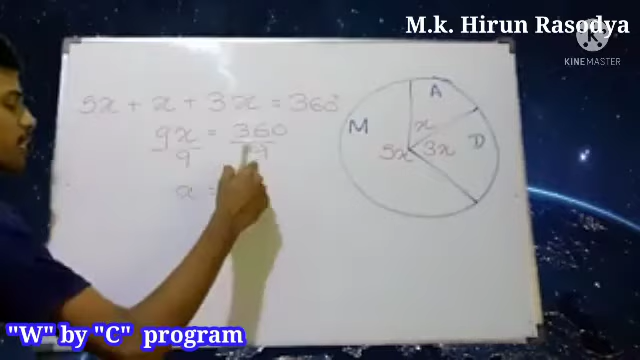 M.k. Hirun Rasodya
KINEMASTER
5x + x + 3x = 360°
9x = 360
9 9
x =
A
M
x
D
5x
3x
"W" by "C" program